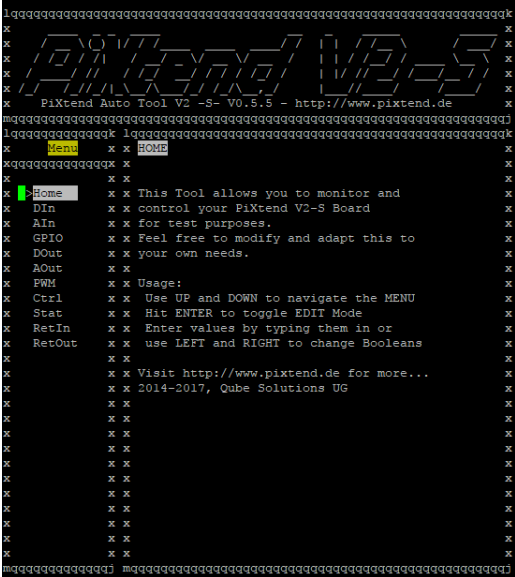 PiXtend V2-S
PiXtend Auto Tool V2 -S- V0.5.5 - http://www.pixtend.de
Menu
>Home
DIn
AIn
GPIO
DOut
AOut
PWM
Ctrl
Stat
RetIn
RetOut
HOME
This Tool allows you to monitor and
control your PiXtend V2-S Board
for test purposes.
Feel free to modify and adapt this to
your own needs.
Usage:
Use UP and DOWN to navigate the MENU
Hit ENTER to toggle EDIT Mode
Enter values by typing them in or
use LEFT and RIGHT to change Booleans
Visit http://www.pixtend.de for more...
2014-2017, Qube Solutions UG